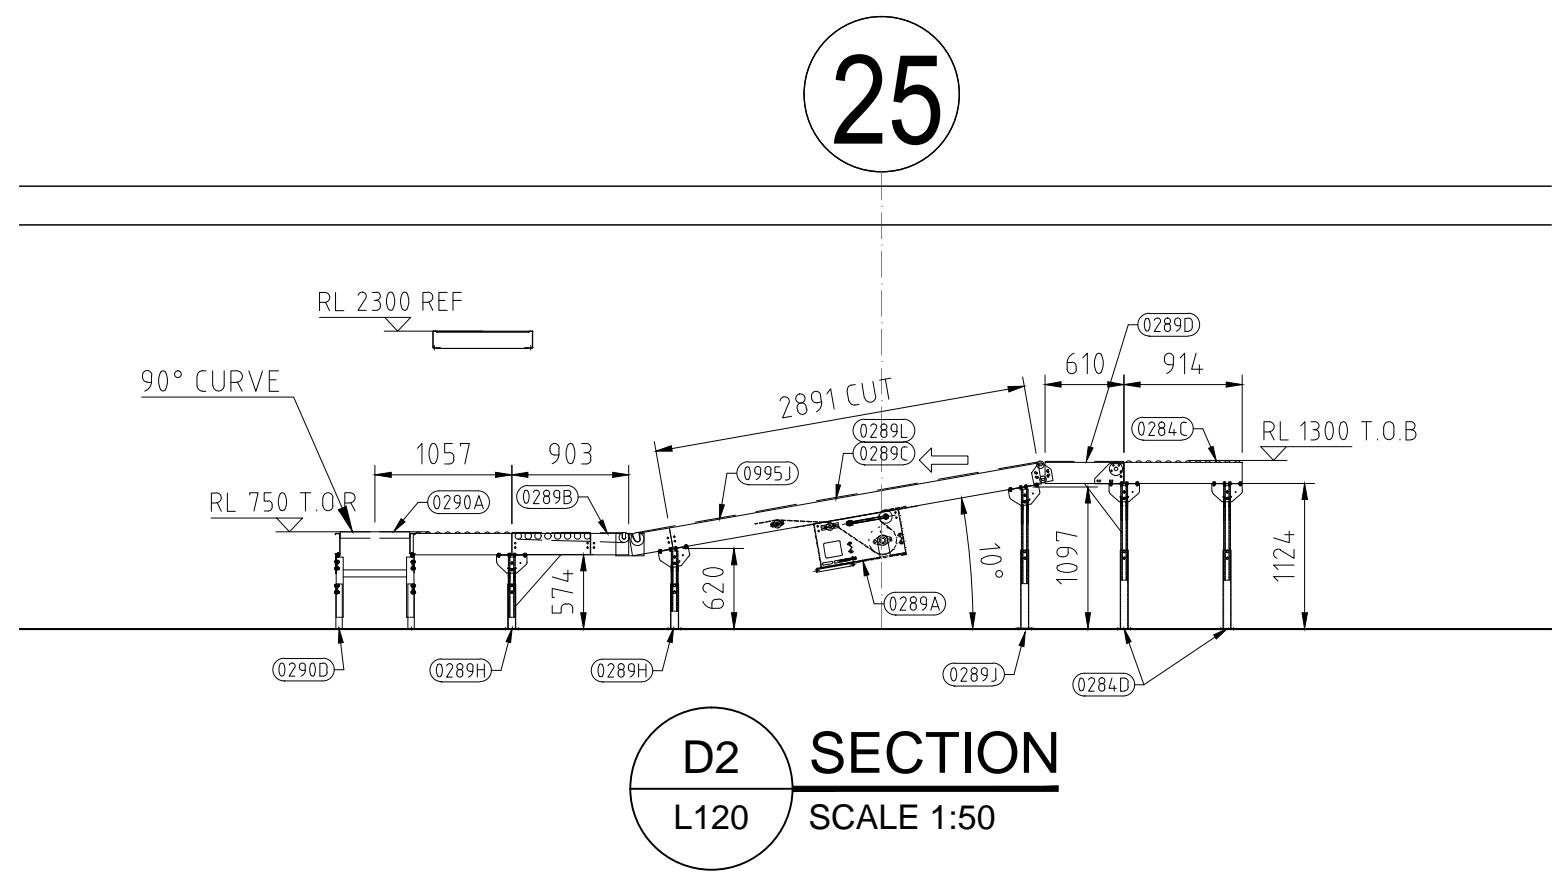 25
RL 2300 REF
0289D
610
914
90° CURVE
2891 CUT
0289L
0284C
RL 1300 T.O.B
1057
903
0289C
0995J
RL 750 T.O.R
0290A
0289B
574
620
10°
1097
1124
0289A
0290D
0289H
0289H
0289J
0284D
D2
SECTION
L120
SCALE 1:50